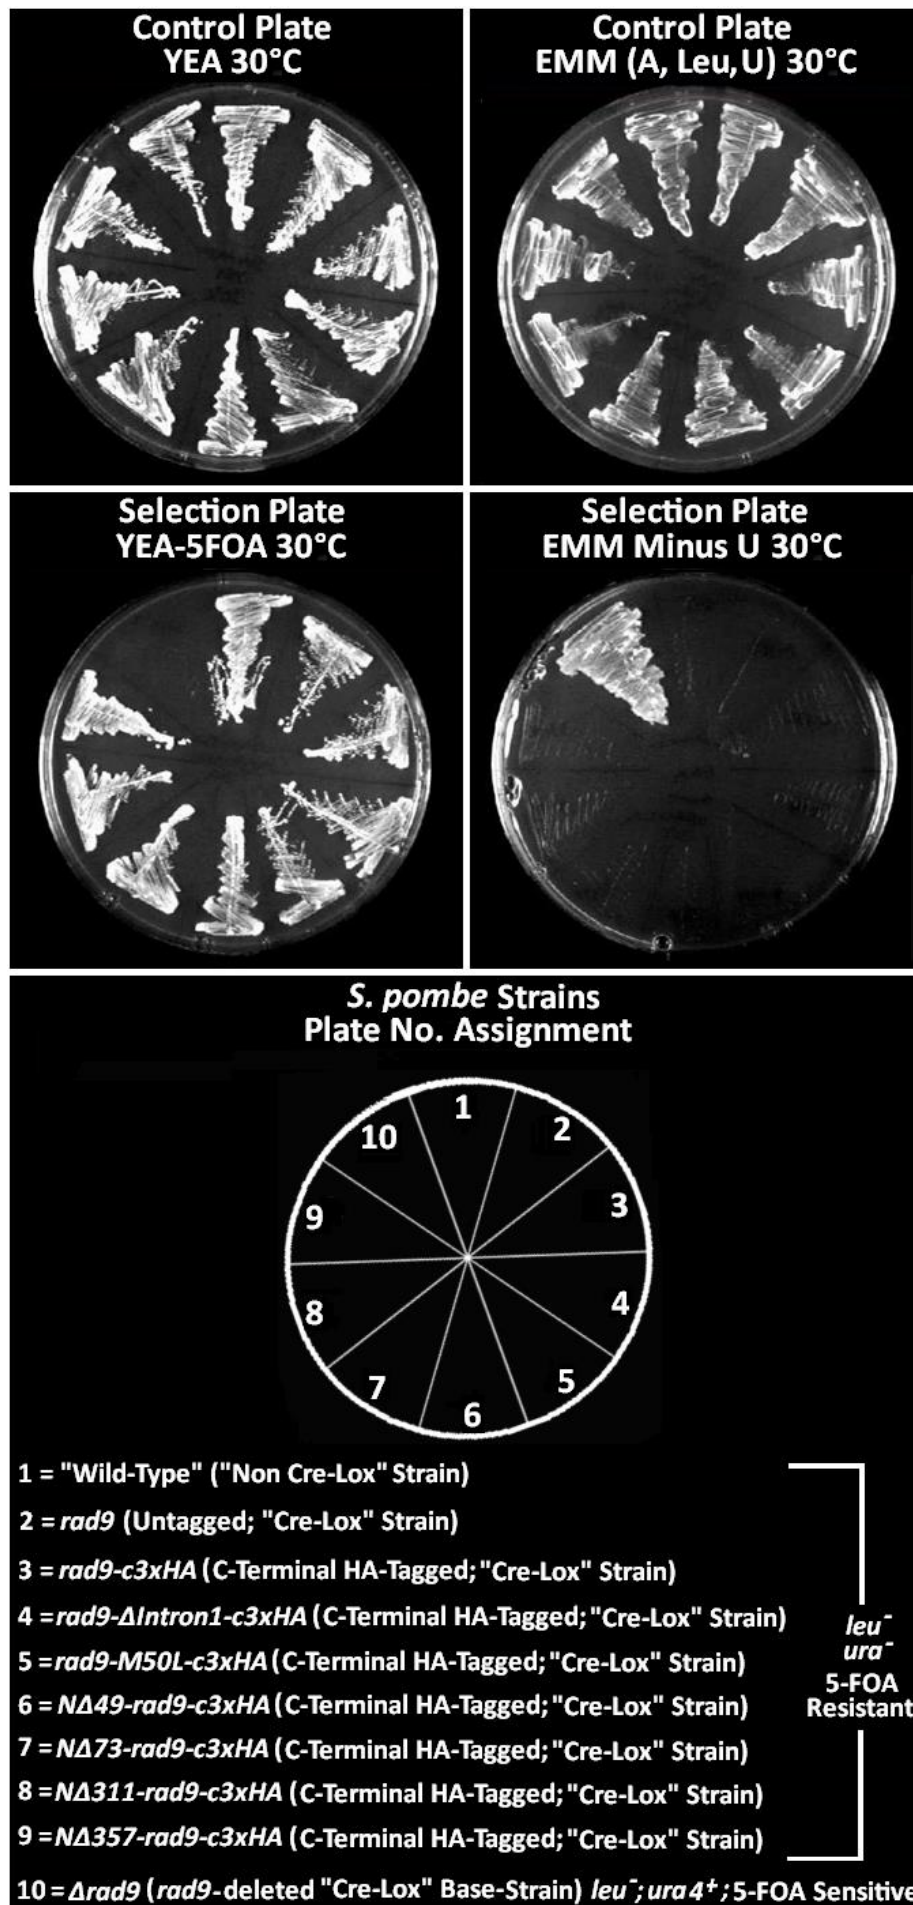 Control Plate
YEA 30°C
Control Plate
EMM (A, Leu,U) 30°C
Selection Plate
YEA-5FOA 30°C
Selection Plate
EMM Minus U 30°C
S. pombe Strains
Plate No. Assignment
1
2
3
4
5
6
7
8
9
10
1 = "Wild-Type" ("Non Cre-Lox" Strain)
2 = rad9 (Untagged; "Cre-Lox" Strain)
3 = rad9-c3xHA (C-Terminal HA-Tagged; "Cre-Lox" Strain)
4 = rad9-ΔIntron1-c3xHA (C-Terminal HA-Tagged; "Cre-Lox" Strain)
5 = rad9-M50L-c3xHA (C-Terminal HA-Tagged; "Cre-Lox" Strain)
6 = NΔ49-rad9-c3xHA (C-Terminal HA-Tagged; "Cre-Lox" Strain)
7 = NΔ73-rad9-c3xHA (C-Terminal HA-Tagged; "Cre-Lox" Strain)
8 = NΔ311-rad9-c3xHA (C-Terminal HA-Tagged; "Cre-Lox" Strain)
9 = NΔ357-rad9-c3xHA (C-Terminal HA-Tagged; "Cre-Lox" Strain)
leu⁻
ura⁻
5-FOA
Resistant
10 = Δrad9 (rad9-deleted "Cre-Lox" Base-Strain) leu⁻; ura4⁺; 5-FOA Sensitive